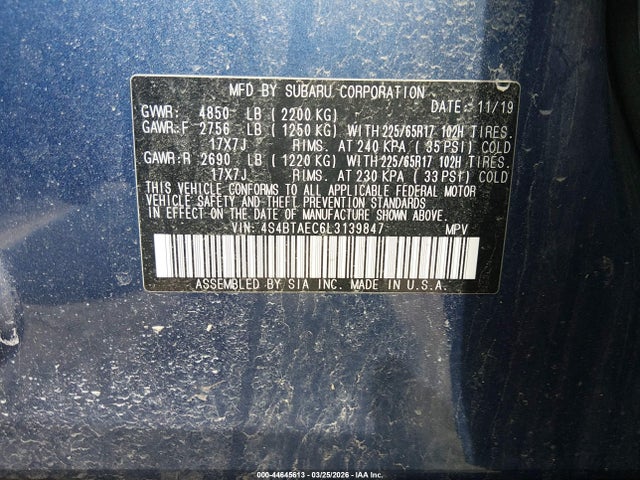 MFD BY SUBARU CORPORATION
GVWR: 4850 LB ( 2200 KG) DATE: 11/19
GAWR:F 2756 LB ( 1250 KG) WITH 225/65R17 102H TIRES.
17X7J RIMS. AT 240 KPA ( 35 PSI) COLD
GAWR:R 2690 LB ( 1220 KG) WITH 225/65R17 102H TIRES.
17X7J RIMS. AT 230 KPA ( 33 PSI) COLD
THIS VEHICLE CONFORMS TO ALL APPLICABLE FEDERAL MOTOR
VEHICLE SAFETY AND THEFT PREVENTION STANDARDS
IN EFFECT ON THE DATE OF MANUFACTURE SHOWN ABOVE.
VIN: 4S4BTAEC6L3139847 MPV
ASSEMBLED BY SIA INC. MADE IN U.S.A.
000-44645613 - 03/25/2026 - IAA Inc.